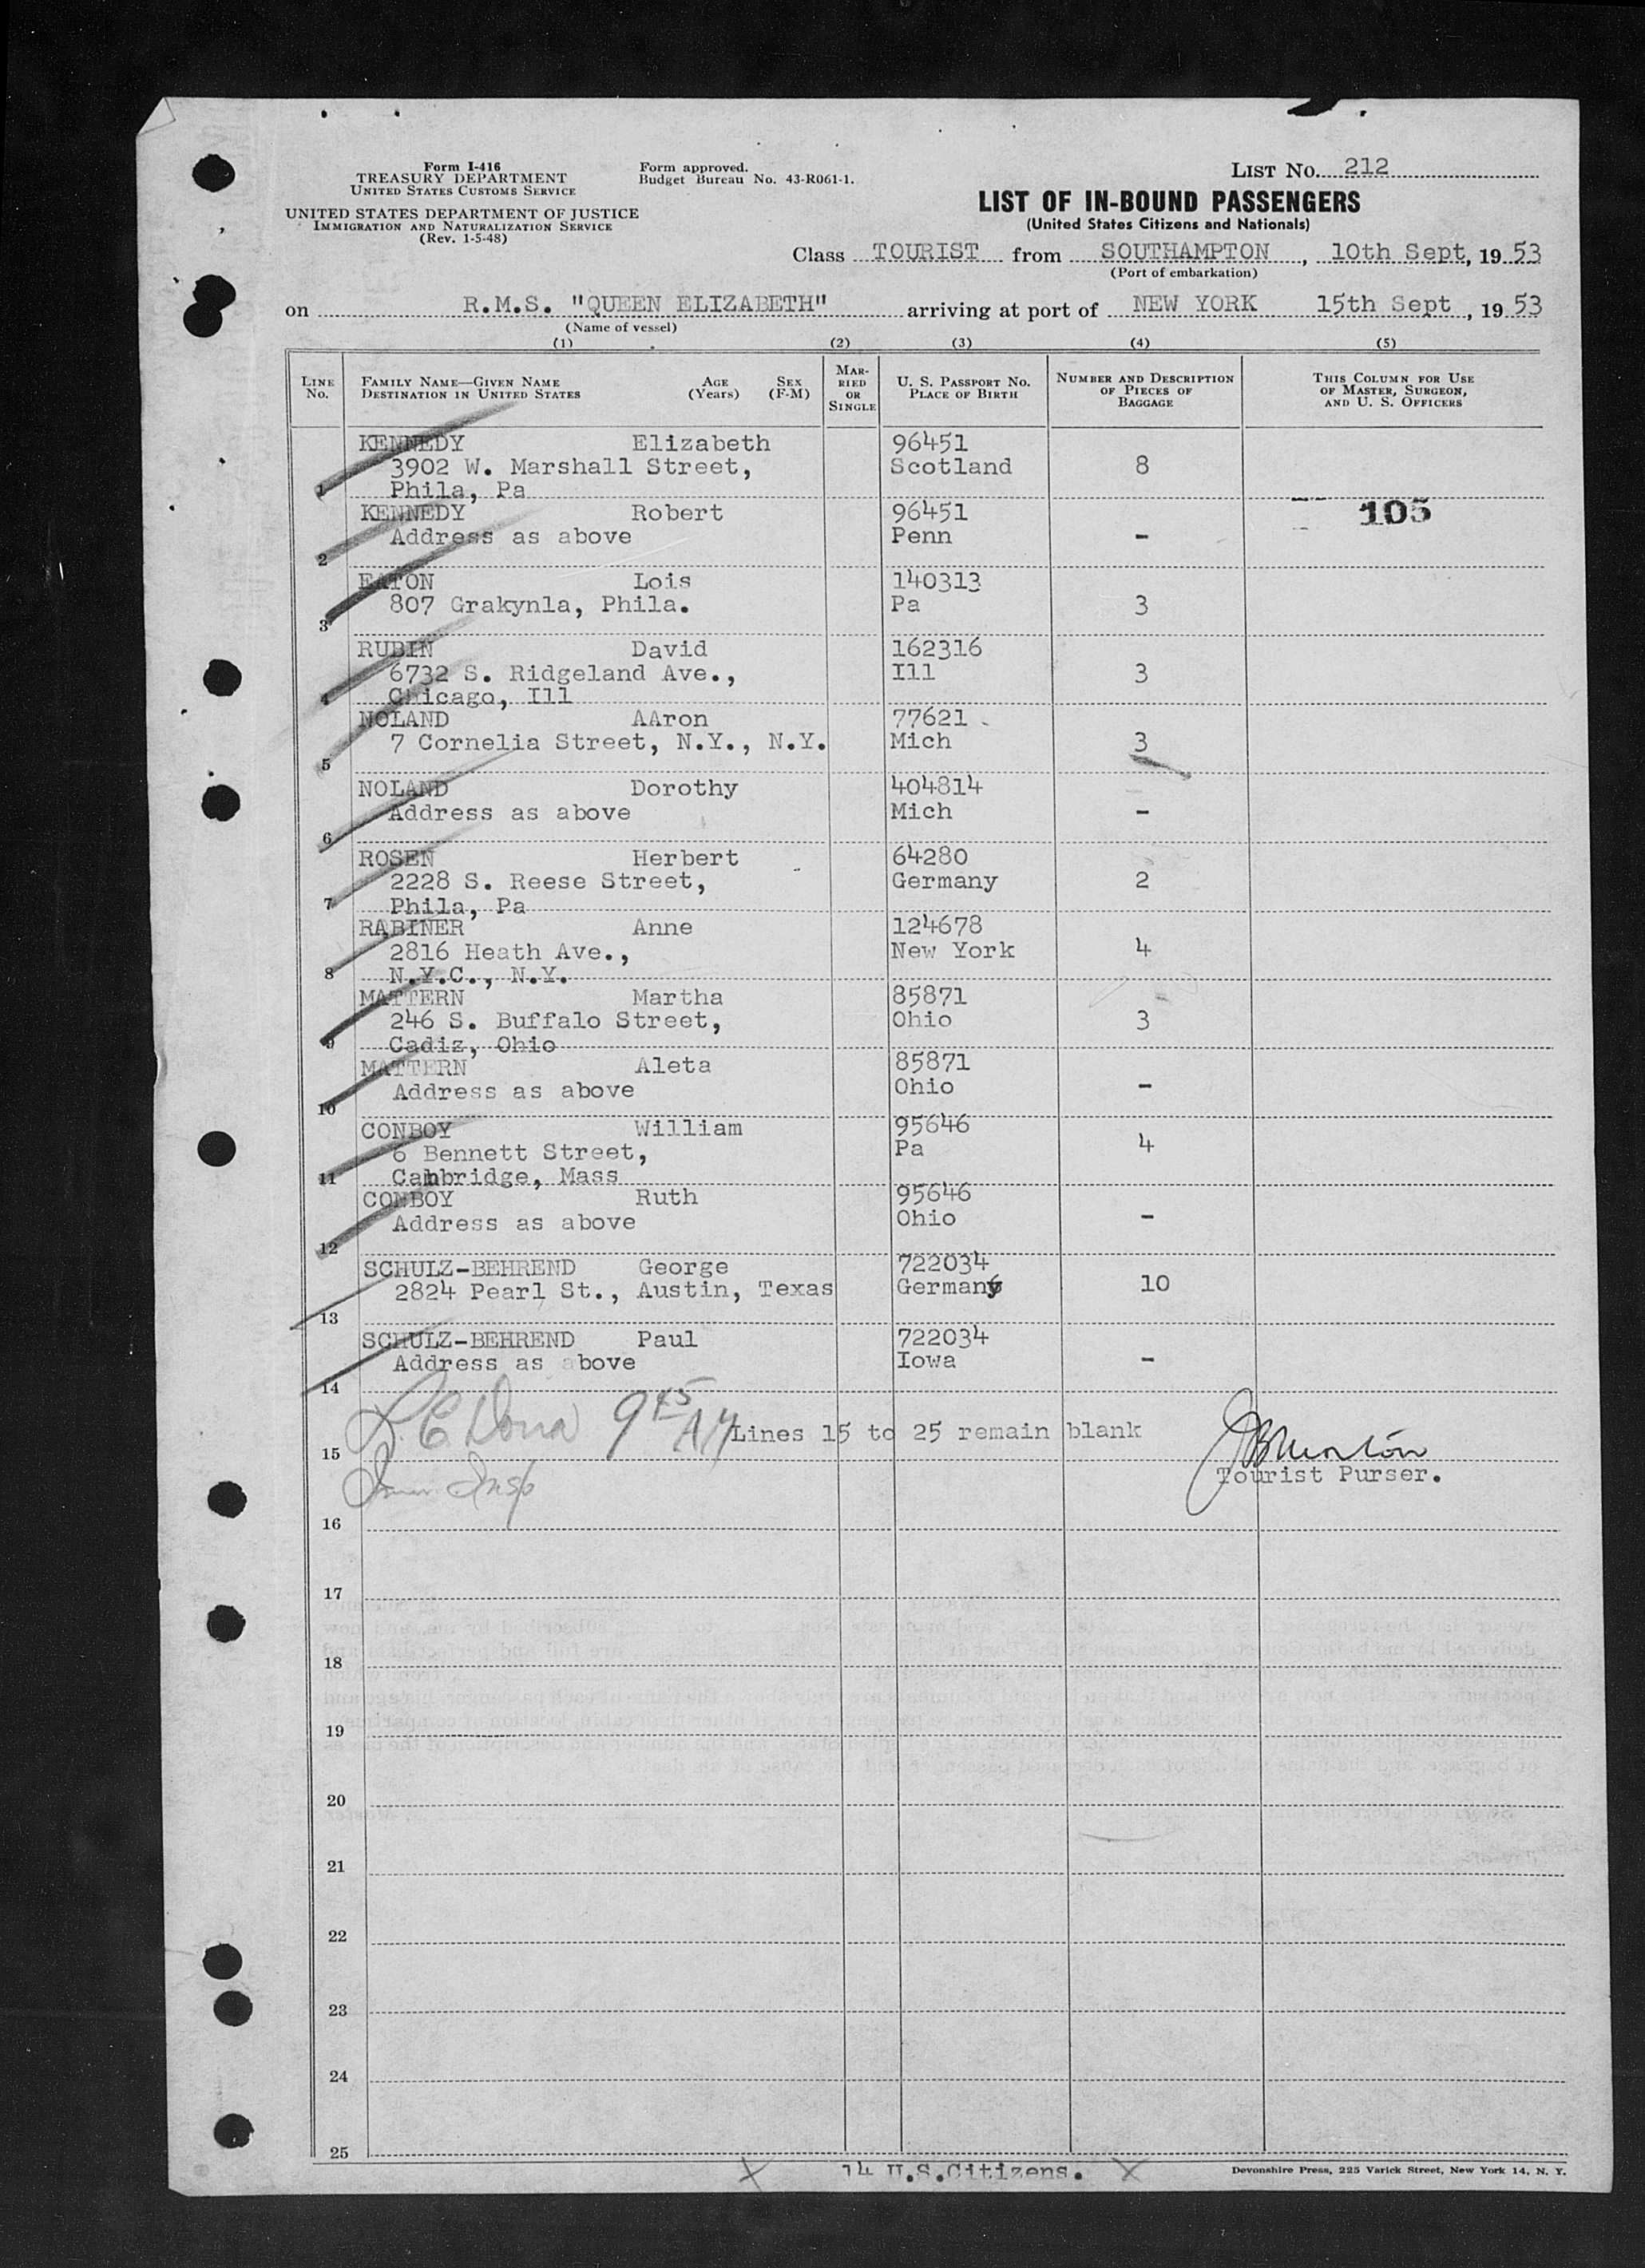 Form I-416
TREASURY DEPARTMENT
UNITED STATES CUSTOMS SERVICE
UNITED STATES DEPARTMENT OF JUSTICE
IMMIGRATION AND NATURALIZATION SERVICE
(Rev. 1-5-48)
Form approved.
Budget Bureau No. 43-R061-1.
LIST No. 212
LIST OF IN-BOUND PASSENGERS
(United States Citizens and Nationals)
Class TOURIST from SOUTHAMPTON, 10th Sept, 1953
(Port of embarkation)
on R.M.S. "QUEEN ELIZABETH" arriving at port of NEW YORK 15th Sept, 1953
(Name of vessel)
(1) (2) (3) (4) (5)
LINE No.
FAMILY NAME—GIVEN NAME AGE SEX
DESTINATION IN UNITED STATES (Years) (F-M)
MARRIED OR SINGLE
U. S. PASSPORT NO.
PLACE OF BIRTH
NUMBER AND DESCRIPTION OF PIECES OF BAGGAGE
THIS COLUMN FOR USE OF MASTER, SURGEON, AND U. S. OFFICERS
KENNEDY Elizabeth 96451
3902 W. Marshall Street, Scotland 8
1 Phila, Pa
KENNEDY Robert 96451 105
Address as above Penn -
2
EATON Lois 140313
807 Grakynla, Phila. Pa 3
3
RUBIN David 162316
6732 S. Ridgeland Ave., Ill 3
4 Chicago, Ill
NOLAND AAron 77621
7 Cornelia Street, N.Y., N.Y. Mich 3
5
NOLAND Dorothy 404814
Address as above Mich -
6
ROSEN Herbert 64280
2228 S. Reese Street, Germany 2
7 Phila, Pa
RABINER Anne 124678
2816 Heath Ave., New York 4
8 N.Y.C., N.Y.
MATTERN Martha 85871
246 S. Buffalo Street, Ohio 3
9 Cadiz, Ohio
MATTERN Aleta 85871
Address as above Ohio -
10
CONBOY William 95646
6 Bennett Street, Pa 4
11 Cambridge, Mass
CONBOY Ruth 95646
Address as above Ohio -
12
SCHULZ-BEHREND George 722034
2824 Pearl St., Austin, Texas Germany 10
13
SCHULZ-BEHREND Paul 722034
Address as above Iowa -
14
9 45 AM Lines 15 to 25 remain blank
15
Tourist Purser.
Insp
16
17
18
19
20
21
22
23
24
25
14 U.S.Citizens.
Devonshire Press, 225 Varick Street, New York 14, N. Y.